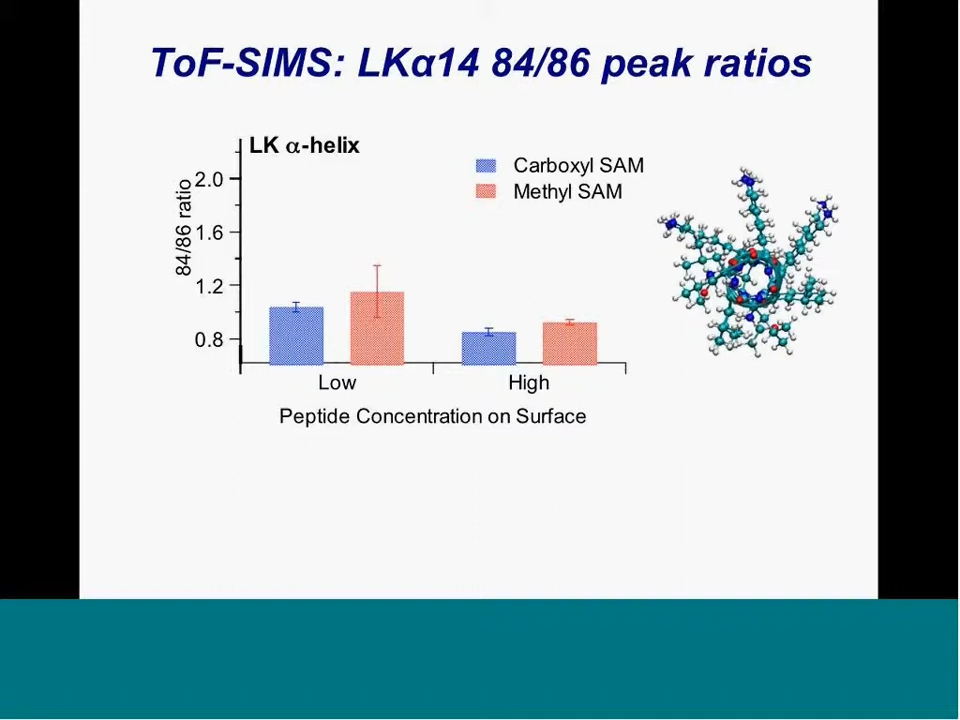 ToF-SIMS: LKα14 84/86 peak ratios
LK α-helix
Carboxyl SAM
Methyl SAM
84/86 ratio
2.0
1.6
1.2
0.8
Low
High
Peptide Concentration on Surface